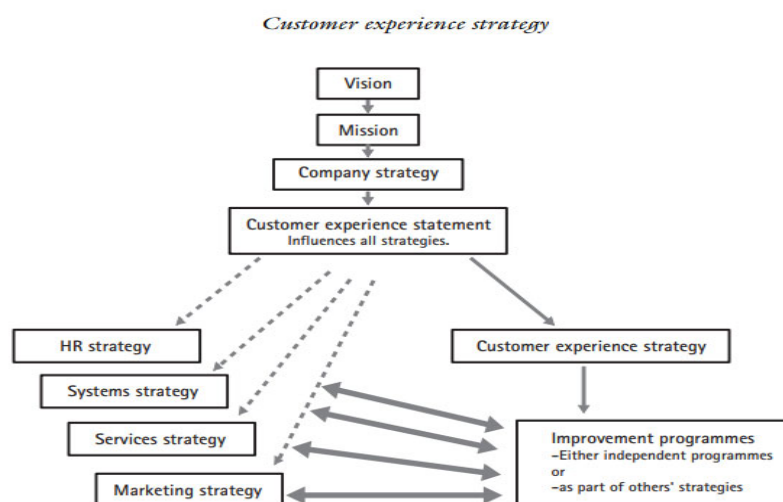 Customer experience strategy
Vision
Mission
Company strategy
Customer experience statement
Influences all strategies.
HR strategy
Customer experience strategy
Systems strategy
Services strategy
Marketing strategy
Improvement programmes
–Either independent programmes
or
–as part of others' strategies